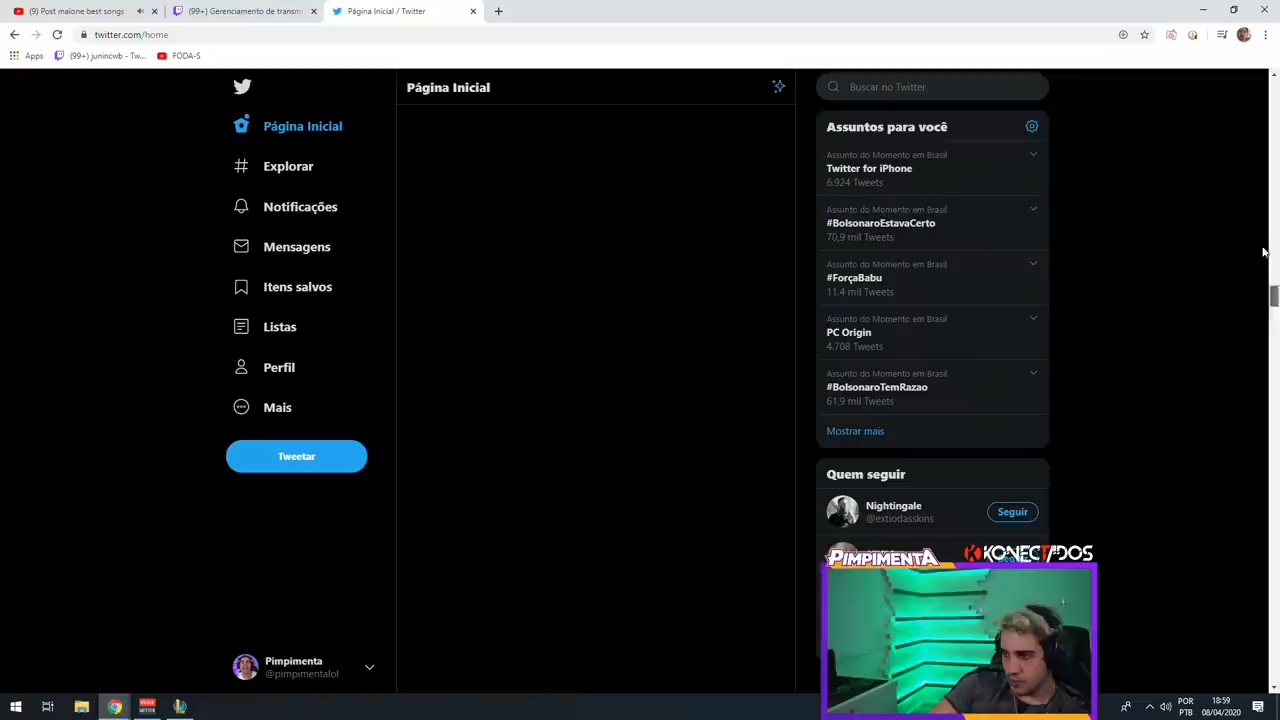 (9) Post malone best songs
(99+) Gerenciamento de transmi
Página Inicial / Twitter
twitter.com/home
Apps
(99+) junincwb - Tw...
FODA-S
Página Inicial
Explorar
Notificações
Mensagens
Itens salvos
Listas
Perfil
Mais
Tweetar
Pimpimenta
@pimpimentalol
Página Inicial
Buscar no Twitter
Assuntos para você
Assunto do Momento em Brasil
Twitter for iPhone
6.924 Tweets
Assunto do Momento em Brasil
#BolsonaroEstavaCerto
70,9 mil Tweets
Assunto do Momento em Brasil
#ForçaBabu
11.4 mil Tweets
Assunto do Momento em Brasil
PC Origin
4.708 Tweets
Assunto do Momento em Brasil
#BolsonaroTemRazao
61,9 mil Tweets
Mostrar mais
Quem seguir
Nightingale
@extiodasskins
Seguir
PIMPIMENTA
KONECTADOS
POR
PTB
18:59
08/04/2020